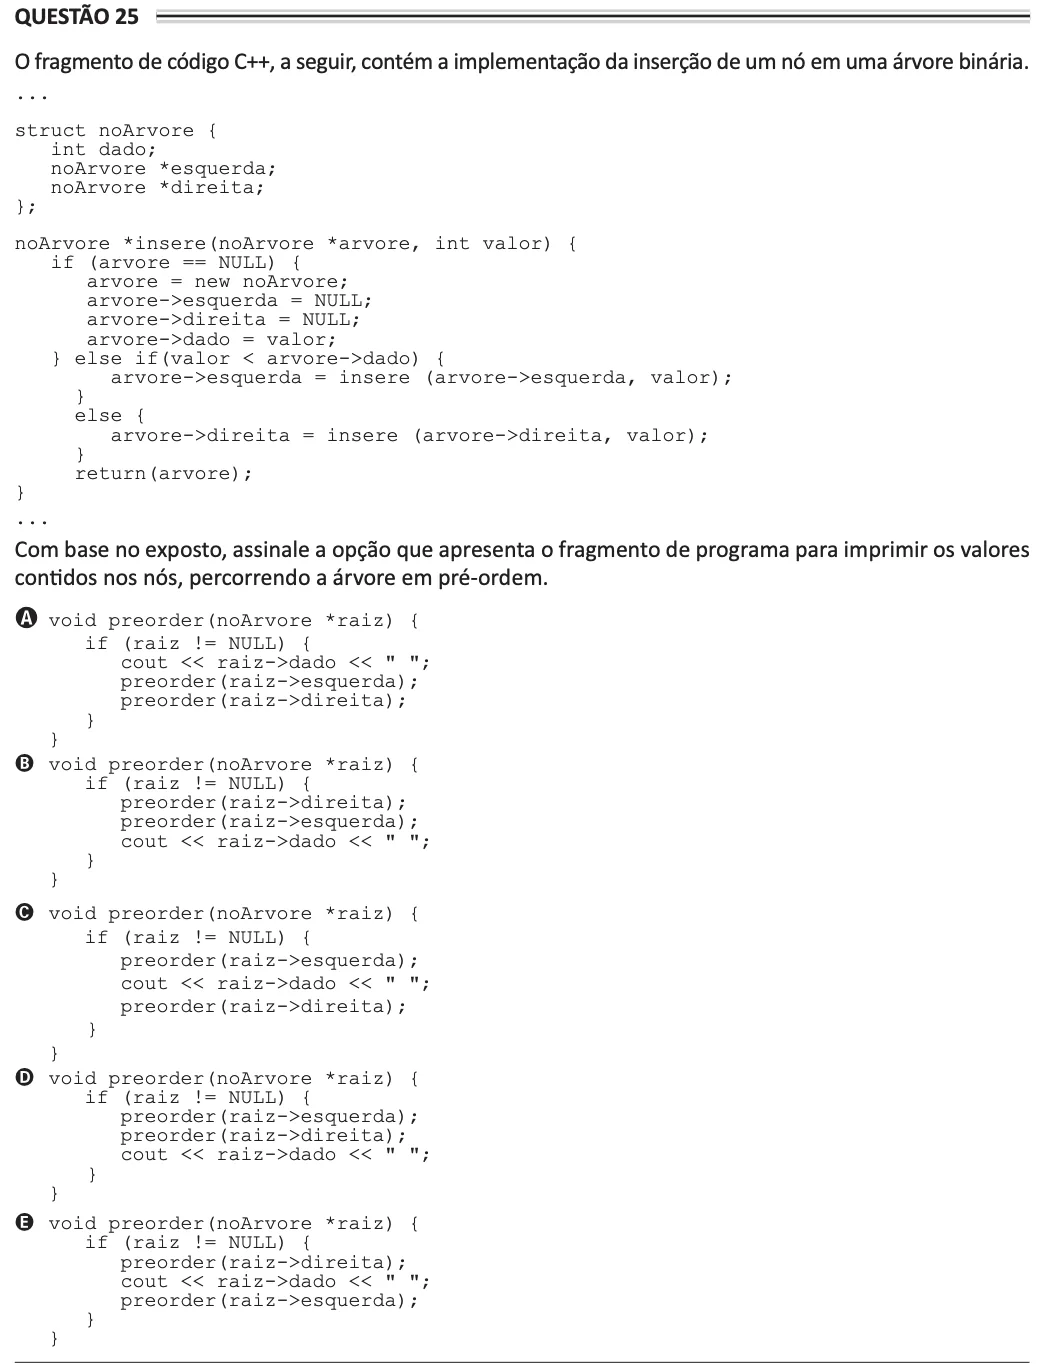 QUESTÃO 25
O fragmento de código C++, a seguir, contém a implementação da inserção de um nó em uma árvore binária.
...
struct noArvore {
   int dado;
   noArvore *esquerda;
   noArvore *direita;
};
noArvore *insere(noArvore *arvore, int valor) {
   if (arvore == NULL) {
      arvore = new noArvore;
      arvore->esquerda = NULL;
      arvore->direita = NULL;
      arvore->dado = valor;
   } else if(valor < arvore->dado) {
        arvore->esquerda = insere (arvore->esquerda, valor);
     }
     else {
        arvore->direita = insere (arvore->direita, valor);
     }
     return(arvore);
}
...
Com base no exposto, assinale a opção que apresenta o fragmento de programa para imprimir os valores
contidos nos nós, percorrendo a árvore em pré-ordem.
A void preorder(noArvore *raiz) {
      if (raiz != NULL) {
         cout << raiz->dado << " ";
         preorder(raiz->esquerda);
         preorder(raiz->direita);
      }
   }
B void preorder(noArvore *raiz) {
      if (raiz != NULL) {
         preorder(raiz->direita);
         preorder(raiz->esquerda);
         cout << raiz->dado << " ";
      }
   }
C void preorder(noArvore *raiz) {
      if (raiz != NULL) {
         preorder(raiz->esquerda);
         cout << raiz->dado << " ";
         preorder(raiz->direita);
      }
   }
D void preorder(noArvore *raiz) {
      if (raiz != NULL) {
         preorder(raiz->esquerda);
         preorder(raiz->direita);
         cout << raiz->dado << " ";
      }
   }
E void preorder(noArvore *raiz) {
      if (raiz != NULL) {
         preorder(raiz->direita);
         cout << raiz->dado << " ";
         preorder(raiz->esquerda);
      }
   }